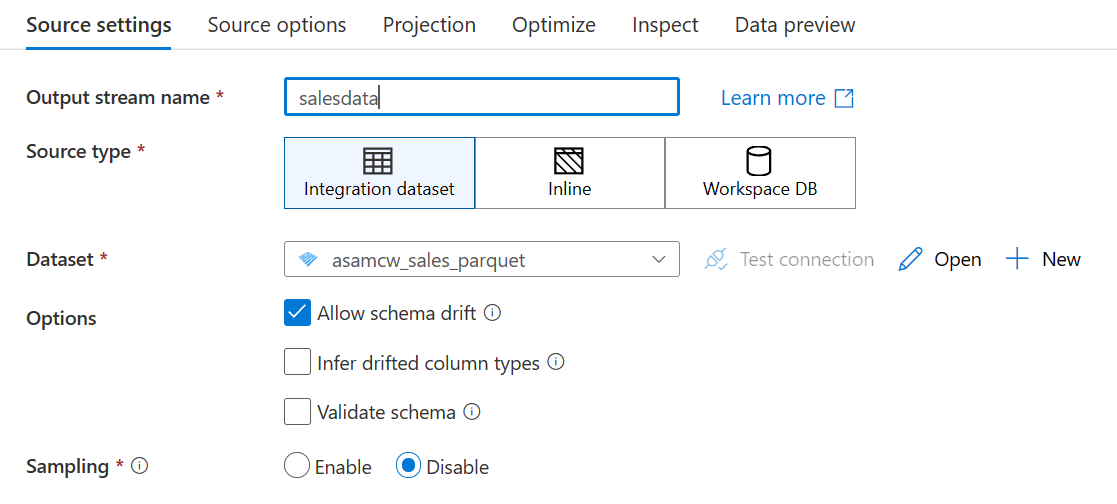 Source settings Source options Projection Optimize Inspect Data preview
Output stream name * salesdata Learn more
Source type *
Integration dataset Inline Workspace DB
Dataset * asamcw_sales_parquet Test connection Open New
Options Allow schema drift
Infer drifted column types
Validate schema
Sampling * Enable Disable